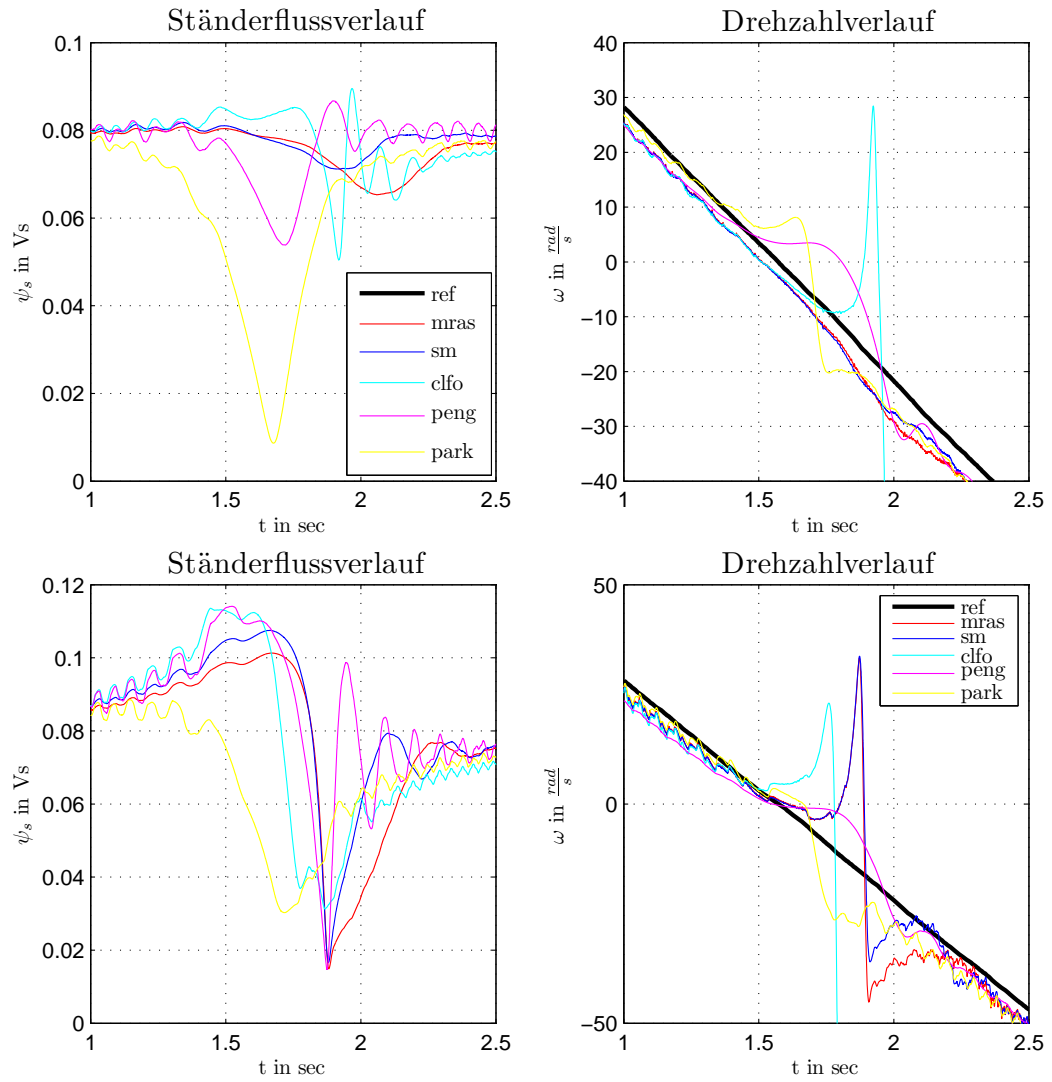 Ständerflussverlauf
0.1
0.08
0.06
0.04
0.02
0
ψs in Vs
ref
mras
sm
clfo
peng
park
1
1.5
2
2.5
t in sec
Drehzahlverlauf
40
30
20
10
0
−10
−20
−30
−40
ω in rad/s
1
1.5
2
2.5
t in sec
Ständerflussverlauf
0.12
0.1
0.08
0.06
0.04
0.02
0
ψs in Vs
1
1.5
2
2.5
t in sec
Drehzahlverlauf
50
0
−50
ω in rad/s
ref
mras
sm
clfo
peng
park
1
1.5
2
2.5
t in sec